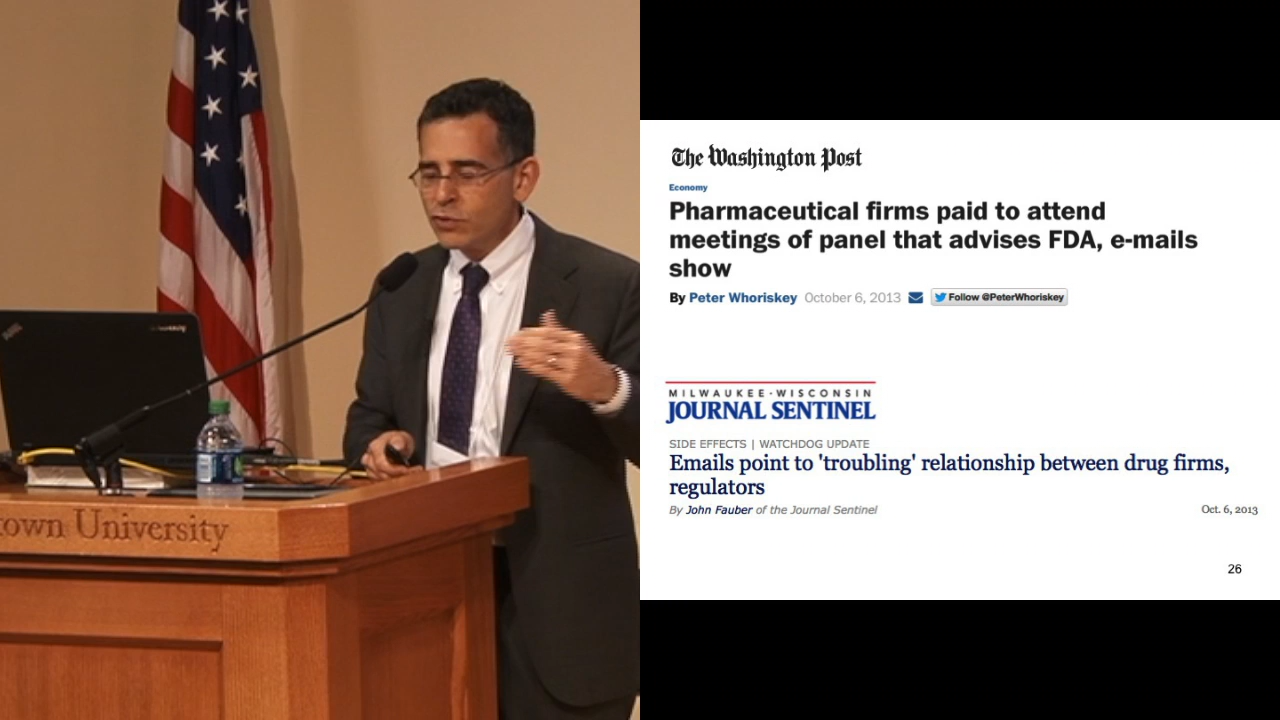 town University
The Washington Post
Economy
Pharmaceutical firms paid to attend
meetings of panel that advises FDA, e-mails
show
By Peter Whoriskey October 6, 2013 Follow @PeterWhoriskey
MILWAUKEE-WISCONSIN
JOURNAL SENTINEL
SIDE EFFECTS | WATCHDOG UPDATE
Emails point to 'troubling' relationship between drug firms,
regulators
By John Fauber of the Journal Sentinel Oct. 6, 2013
26